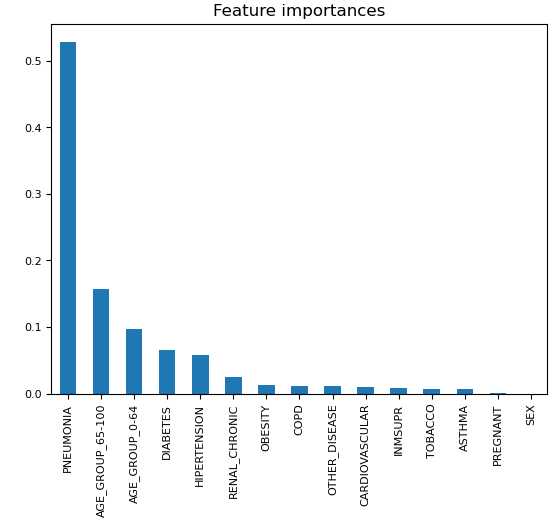 Feature importances
0.5
0.4
0.3
0.2
0.1
0.0
PNEUMONIA
AGE_GROUP_65-100
AGE_GROUP_0-64
DIABETES
HIPERTENSION
RENAL_CHRONIC
OBESITY
COPD
OTHER_DISEASE
CARDIOVASCULAR
INMSUPR
TOBACCO
ASTHMA
PREGNANT
SEX